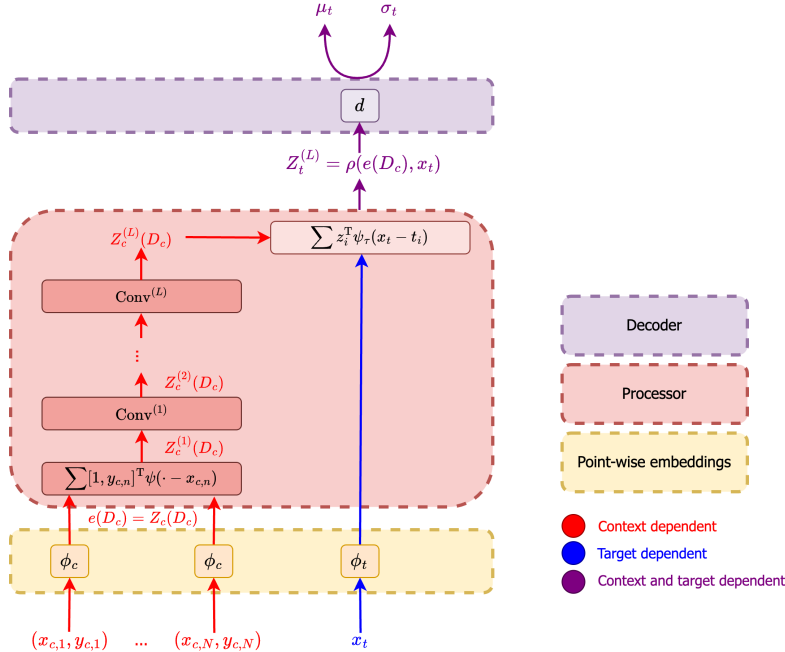 μ_t σ_t
d
Z_t^{(L)} = ρ(e(D_c), x_t)
Z_c^{(L)}(D_c)
∑ z_i^T ψ_τ(x_t − t_i)
Conv^{(L)}
⋮
Z_c^{(2)}(D_c)
Conv^{(1)}
Z_c^{(1)}(D_c)
∑[1, y_{c,n}]^T ψ(· − x_{c,n})
e(D_c) = Z_c(D_c)
ϕ_c ϕ_c ϕ_t
(x_{c,1}, y_{c,1}) ... (x_{c,N}, y_{c,N}) x_t
Decoder
Processor
Point-wise embeddings
Context dependent
Target dependent
Context and target dependent